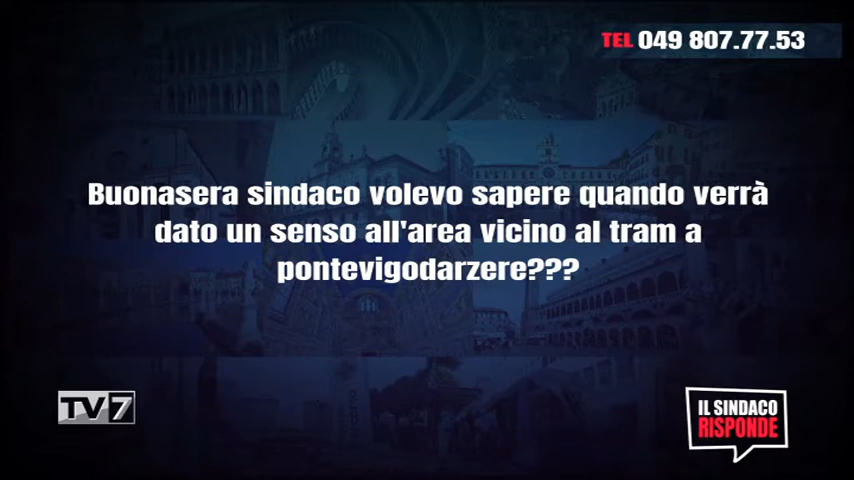 TEL 049 807.77.53
Buonasera sindaco volevo sapere quando verrà
dato un senso all'area vicino al tram a
pontevigodarzere???
TV7
IL SINDACO
RISPONDE